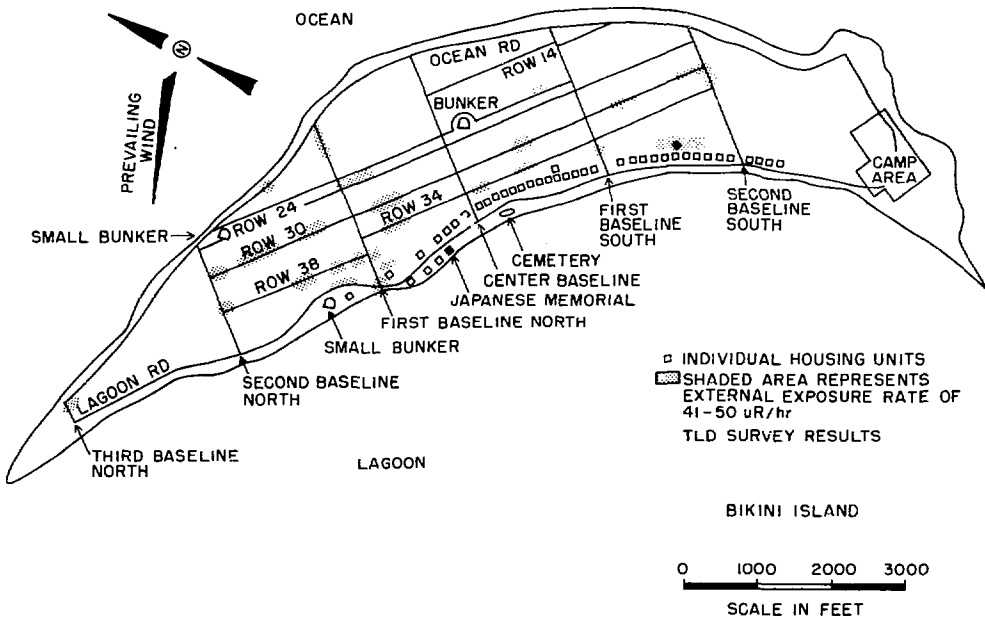 OCEAN
N
PREVAILING
WIND
OCEAN RD
ROW 14
BUNKER
CAMP
AREA
SMALL BUNKER
ROW 24
ROW 30
ROW 34
ROW 38
FIRST
BASELINE
SOUTH
SECOND
BASELINE
SOUTH
CEMETERY
CENTER BASELINE
JAPANESE MEMORIAL
FIRST BASELINE NORTH
SMALL BUNKER
SECOND BASELINE
NORTH
LAGOON RD
THIRD BASELINE
NORTH
LAGOON
INDIVIDUAL HOUSING UNITS
SHADED AREA REPRESENTS
EXTERNAL EXPOSURE RATE OF
41-50 uR/hr
TLD SURVEY RESULTS
BIKINI ISLAND
0 1000 2000 3000
SCALE IN FEET